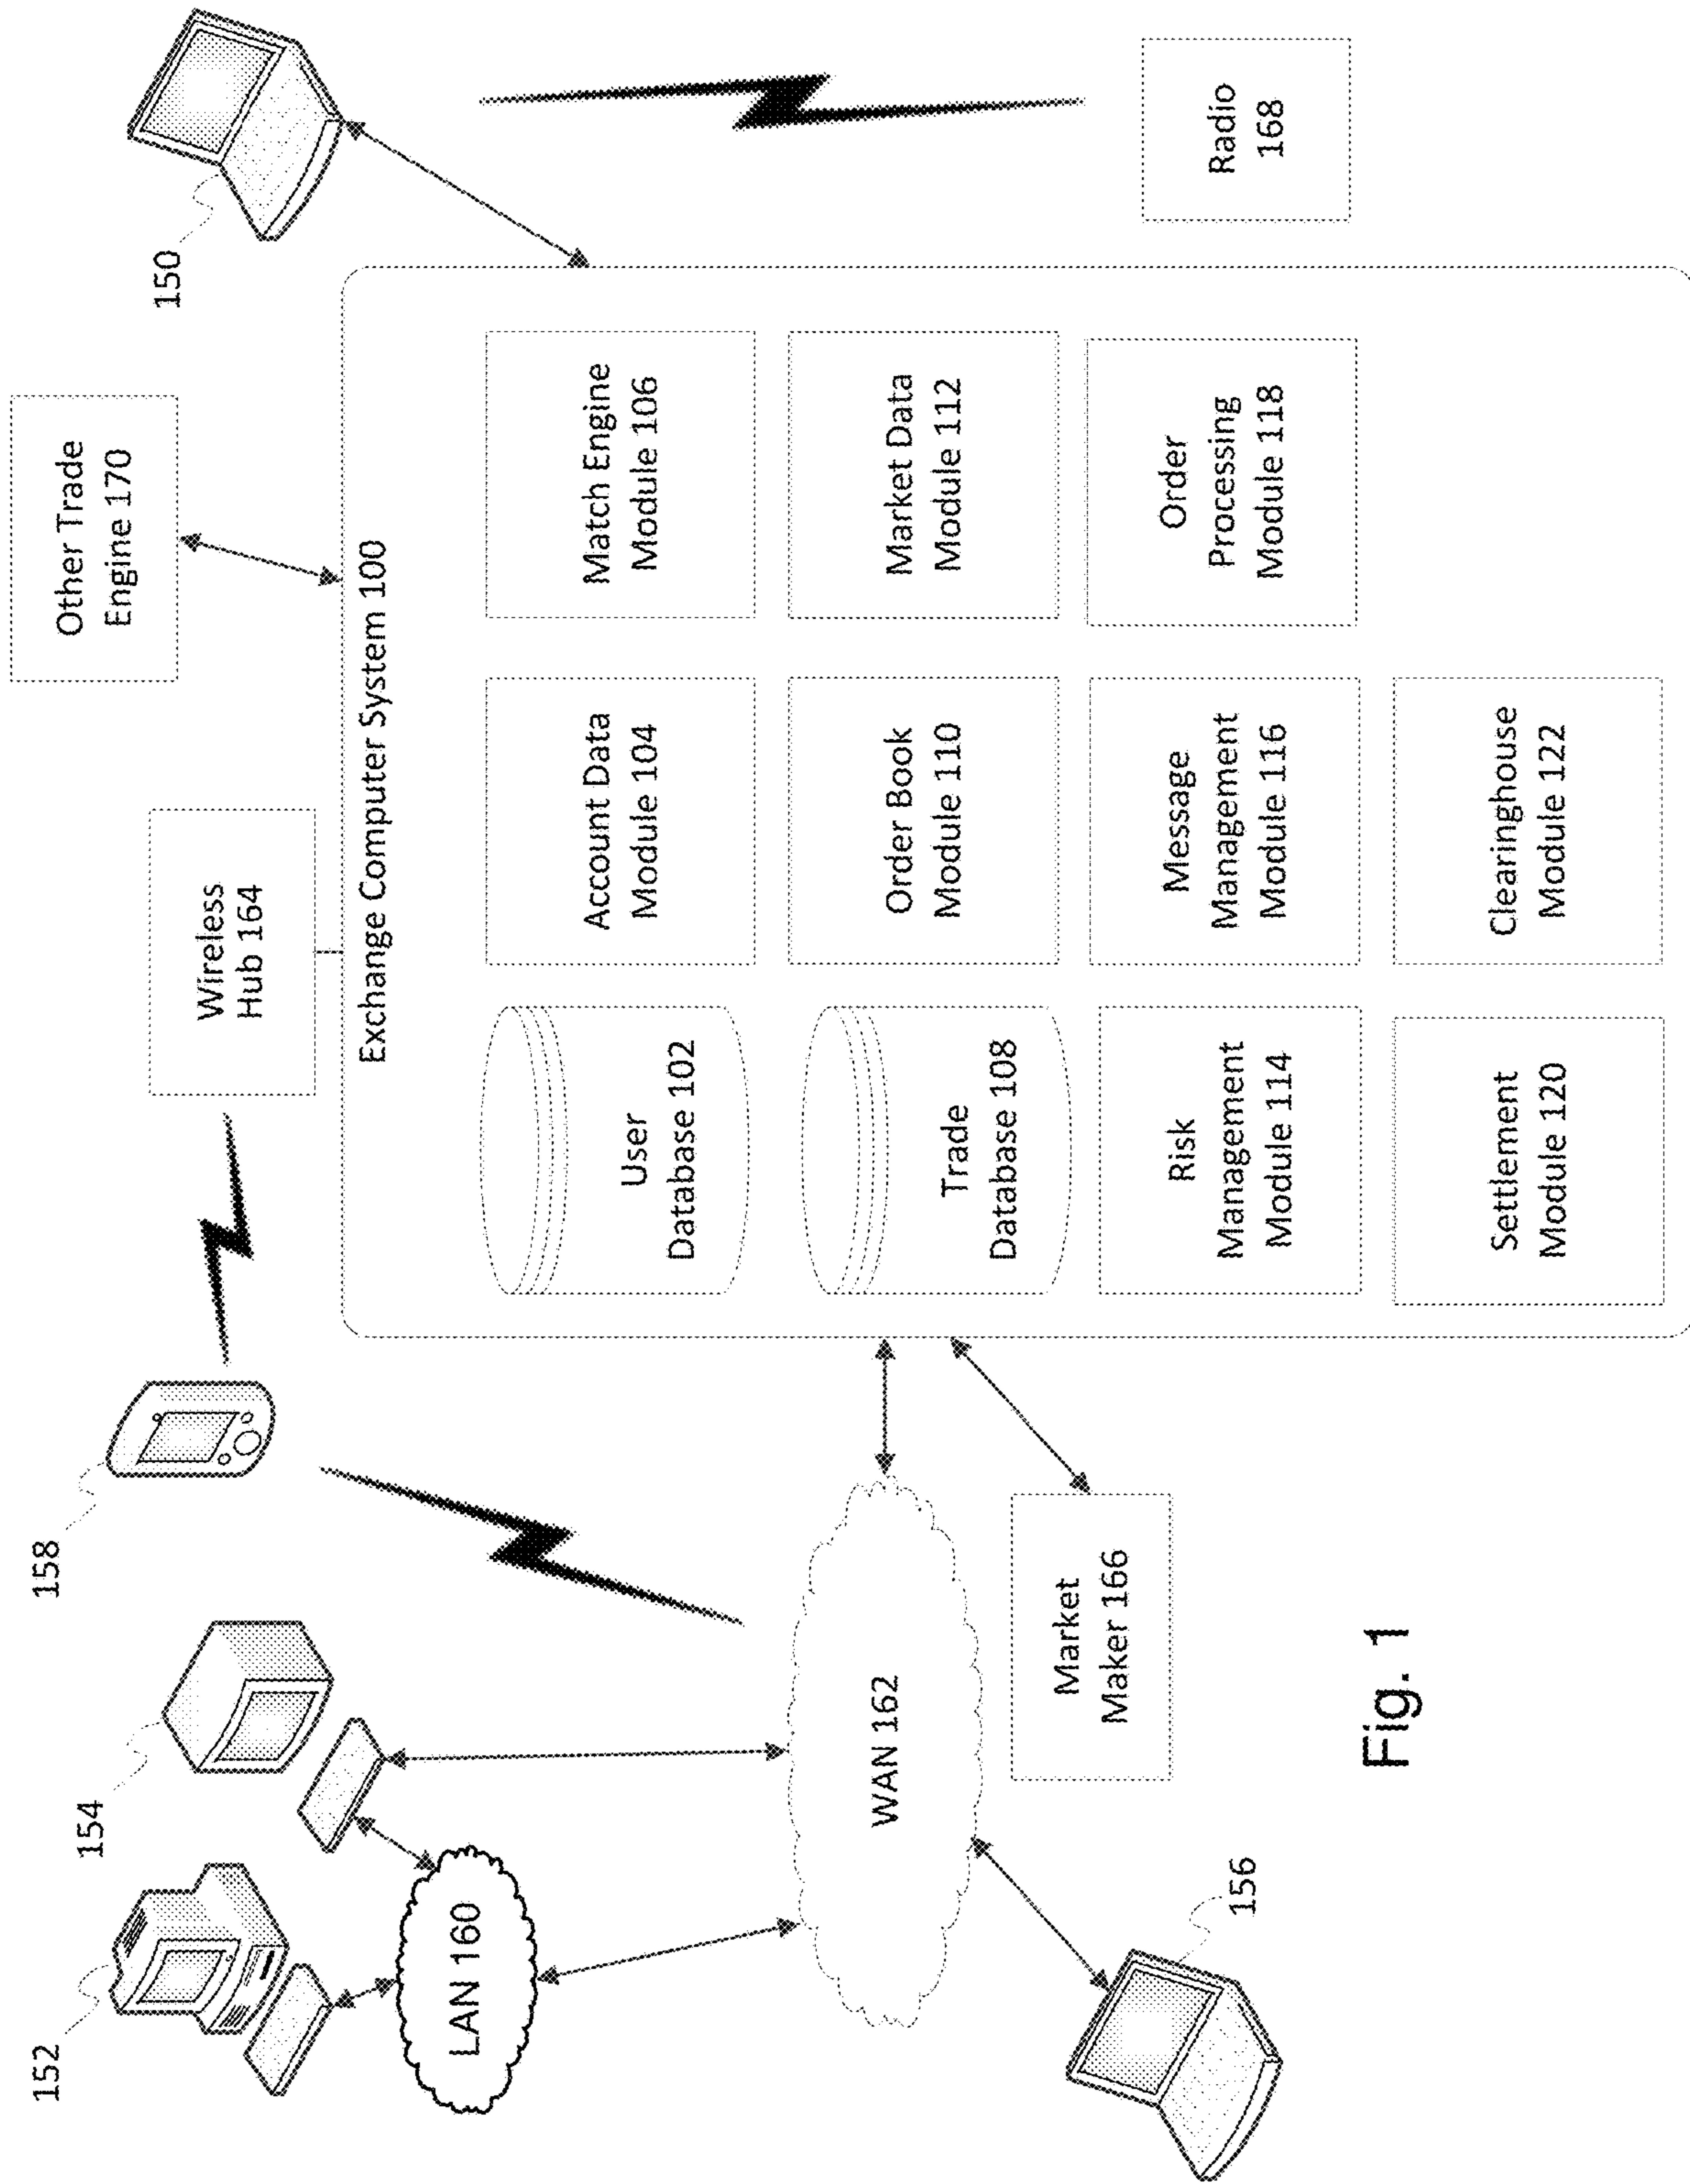 152
154
158
Wireless
Hub 164
Other Trade
Engine 170
150
Exchange Computer System 100
LAN 160
User
Database 102
Account Data
Module 104
Match Engine
Module 106
WAN 162
Trade
Database 108
Order Book
Module 110
Market Data
Module 112
Market
Maker 166
Risk
Management
Module 114
Message
Management
Module 116
Order
Processing
Module 118
Radio
168
156
Settlement
Module 120
Clearinghouse
Module 122
Fig. 1